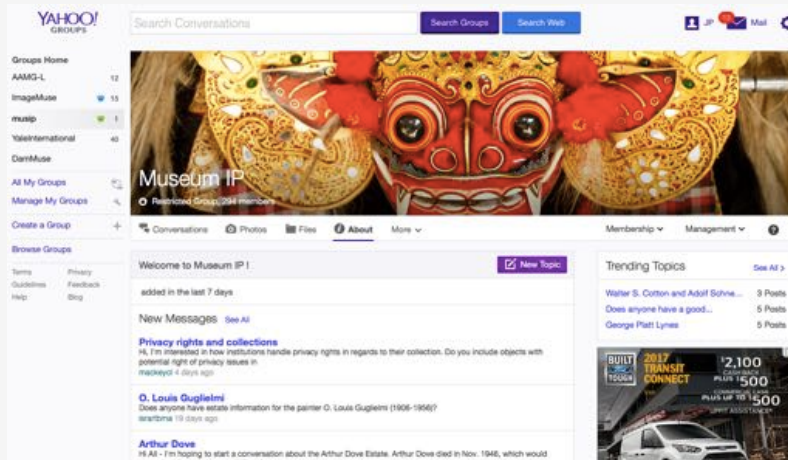 YAHOO!
GROUPS
Search Conversations
Search Groups
Search Web
JP
Mail
Groups Home
AAMG-L 12
ImageMuse 15
musip 1
YaleInternational 40
DamMuse
All My Groups
Manage My Groups
Create a Group
Browse Groups
Terms Privacy
Guidelines Feedback
Help Blog
Museum IP
Restricted Group, 294 members
Conversations Photos Files About More
Membership Management
Welcome to Museum IP !
New Topic
added in the last 7 days
New Messages See All
Privacy rights and collections
Hi, I'm interested in how institutions handle privacy rights in regards to their collection. Do you include objects with
potential right of privacy issues in
mackeycl 4 days ago
O. Louis Guglielmi
Does anyone have estate information for the painter O. Louis Guglielmi (1906-1956)?
19 days ago
Arthur Dove
Hi All - I'm hoping to start a conversation about the Arthur Dove Estate. Arthur Dove died in Nov. 1946, which would
Trending Topics See All >
Walter S. Cotton and Adolf Schne... 3 Posts
Does anyone have a good... 5 Posts
George Platt Lynes 5 Posts
BUILT
TOUGH
2017
TRANSIT
CONNECT
$2,100
CASH BACK
PLUS $500
PLUS UP TO $500
UPFIT ASSISTANCE